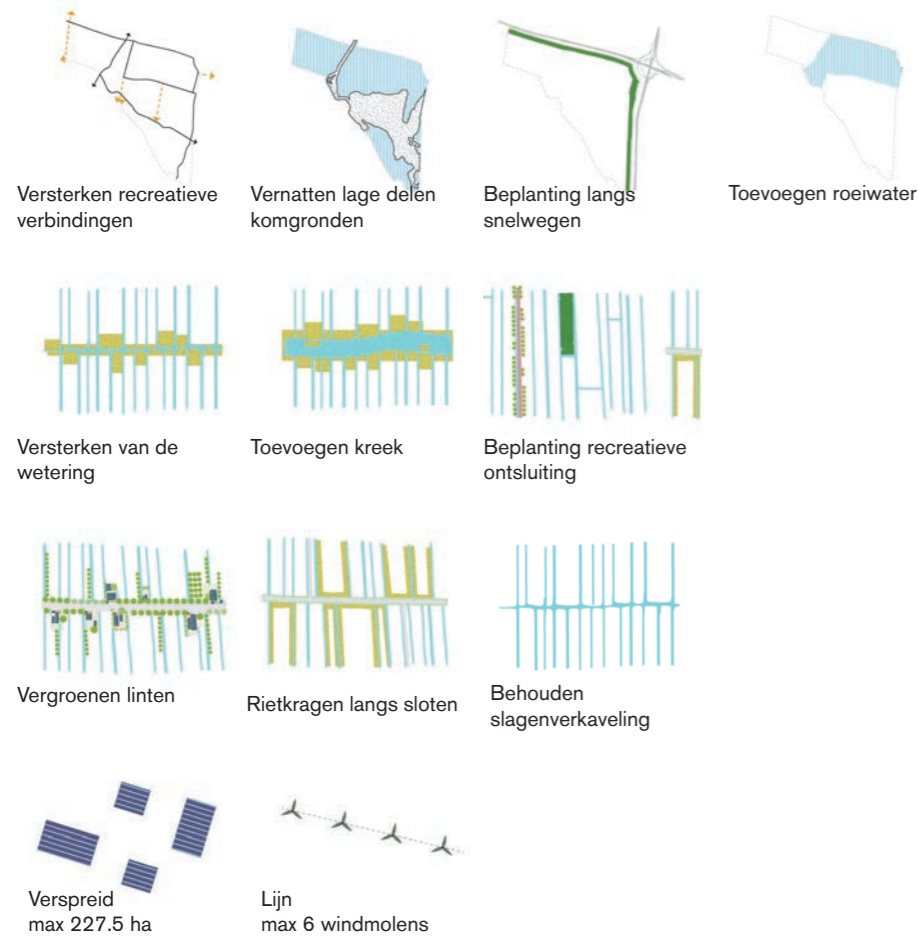 Versterken recreatieve
verbindingen
Vernatten lage delen
komgronden
Beplanting langs
snelwegen
Toevoegen roeiwater
Versterken van de
wetering
Toevoegen kreek
Beplanting recreatieve
ontsluiting
Vergroenen linten
Rietkragen langs sloten
Behouden
slagenverkaveling
Verspreid
max 227.5 ha
Lijn
max 6 windmolens